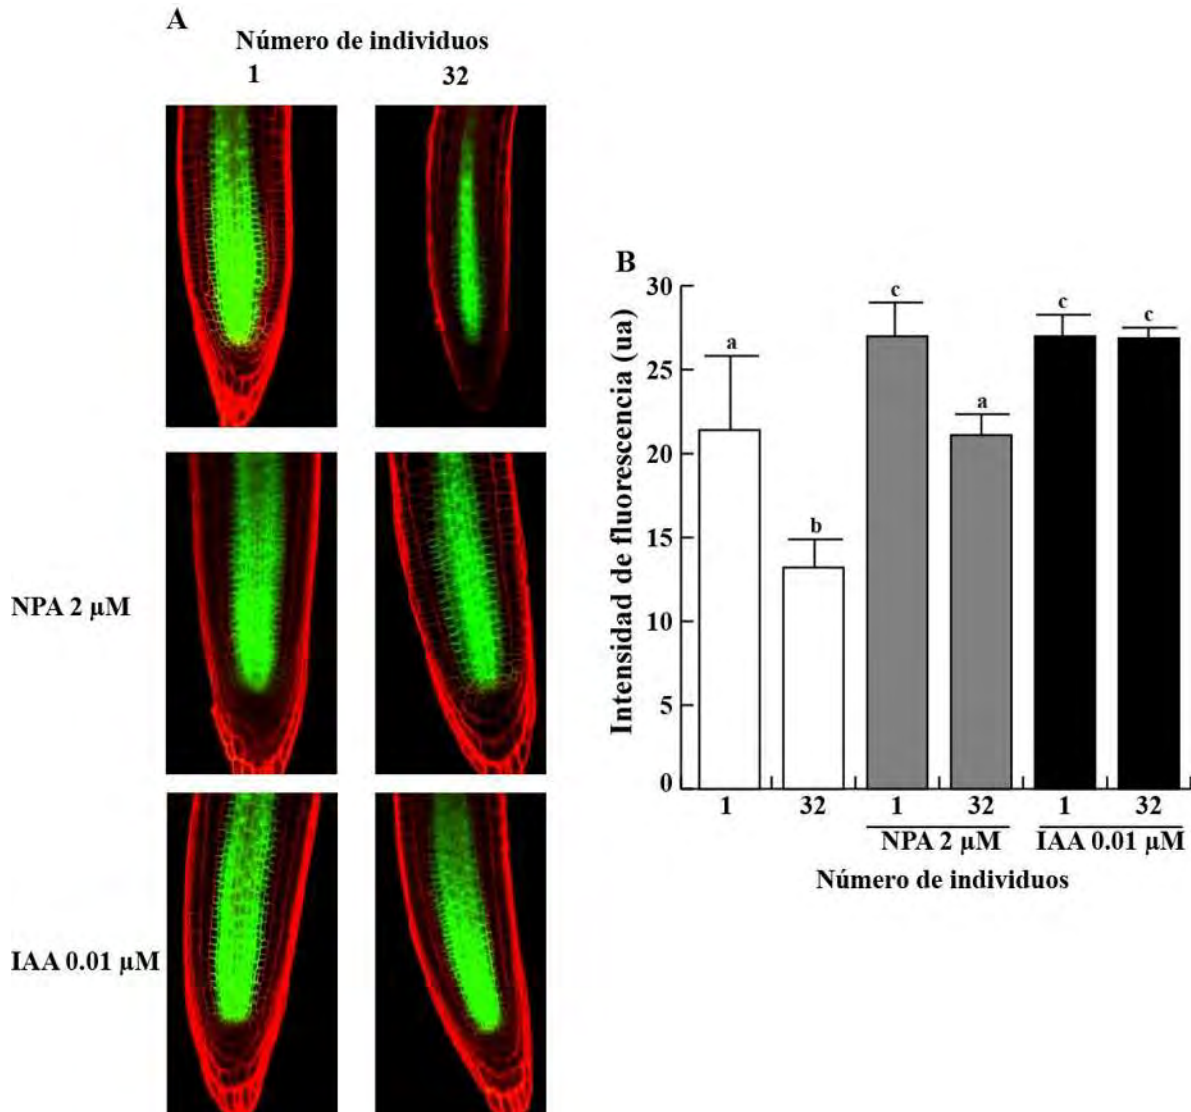 A
Número de individuos
1 32
NPA 2 µM
IAA 0.01 µM
B
Intensidad de fluorescencia (ua)
30
25
20
15
10
5
0
a
b
c
a
c
c
1 32 1 32 1 32
NPA 2 µM IAA 0.01 µM
Número de individuos